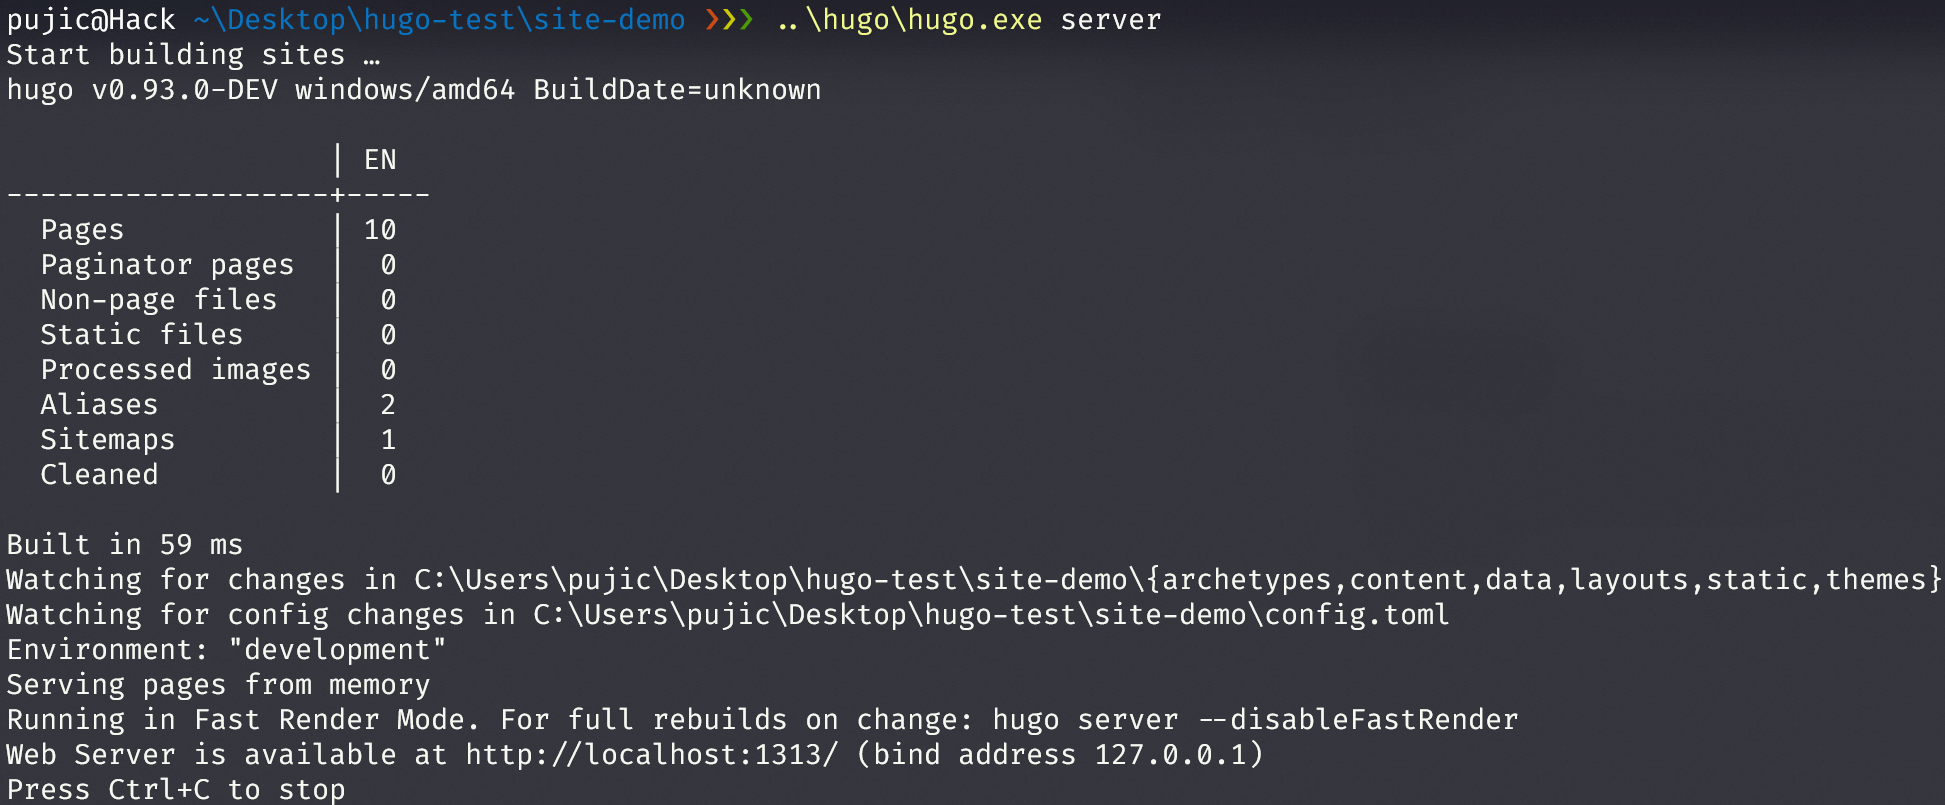 pujic@Hack ~\Desktop\hugo-test\site-demo ❯❯❯ ..\hugo\hugo.exe server
Start building sites …
hugo v0.93.0-DEV windows/amd64 BuildDate=unknown

                   | EN
-------------------+-----
  Pages            | 10
  Paginator pages  |  0
  Non-page files   |  0
  Static files     |  0
  Processed images |  0
  Aliases          |  2
  Sitemaps         |  1
  Cleaned          |  0

Built in 59 ms
Watching for changes in C:\Users\pujic\Desktop\hugo-test\site-demo\{archetypes,content,data,layouts,static,themes}
Watching for config changes in C:\Users\pujic\Desktop\hugo-test\site-demo\config.toml
Environment: "development"
Serving pages from memory
Running in Fast Render Mode. For full rebuilds on change: hugo server --disableFastRender
Web Server is available at http://localhost:1313/ (bind address 127.0.0.1)
Press Ctrl+C to stop